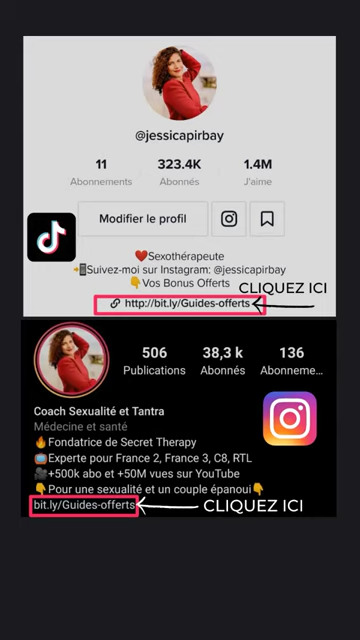 @jessicapirbay
11 323.4K 1.4M
Abonnements Abonnés J'aime
Modifier le profil
❤️Sexothérapeute
📲Suivez-moi sur Instagram: @jessicapirbay
👇Vos Bonus Offerts
CLIQUEZ ICI
http://bit.ly/Guides-offerts
506 38,3 k 136
Publications Abonnés Abonneme...
Coach Sexualité et Tantra
Médecine et santé
🔥Fondatrice de Secret Therapy
📺Experte pour France 2, France 3, C8, RTL
🎥+500k abo et +50M vues sur YouTube
👇Pour une sexualité et un couple épanoui👇
bit.ly/Guides-offerts
CLIQUEZ ICI